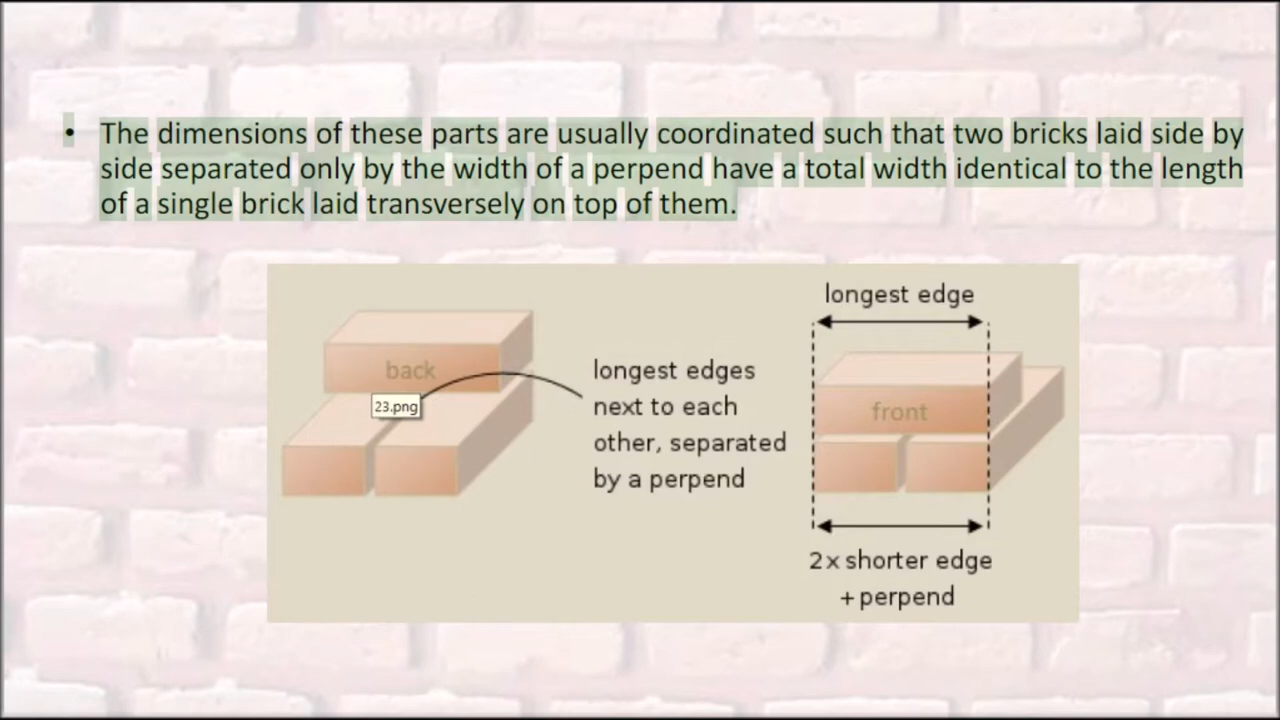 • The dimensions of these parts are usually coordinated such that two bricks laid side by
side separated only by the width of a perpend have a total width identical to the length
of a single brick laid transversely on top of them.
longest edge
back
longest edges
next to each
other, separated
by a perpend
23.png
front
2x shorter edge
+ perpend